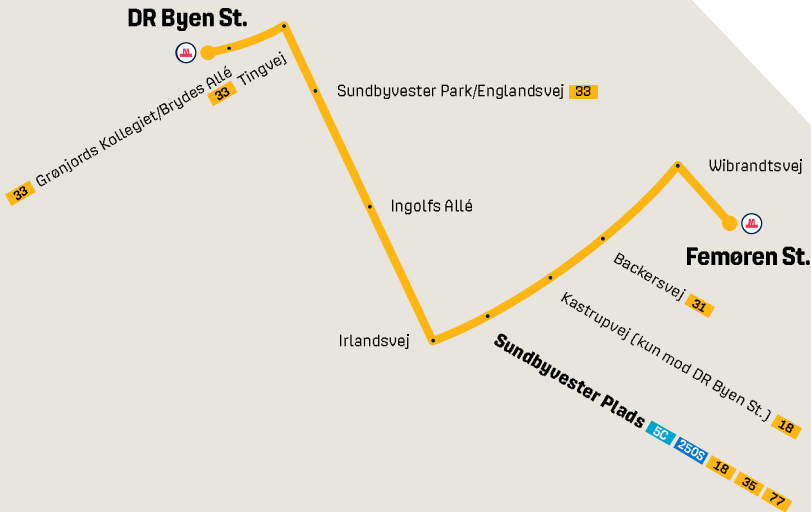 DR Byen St.
M
33 Grønjords Kollegiet/Brydes Allé
33 Tingvej
Sundbyvester Park/Englandsvej 33
Ingolfs Allé
Irlandsvej
Sundbyvester Plads 5C 250S 18 35 77
Kastrupvej (kun mod DR Byen St.) 18
Backersvej 31
Wibrandtsvej
M
Femøren St.